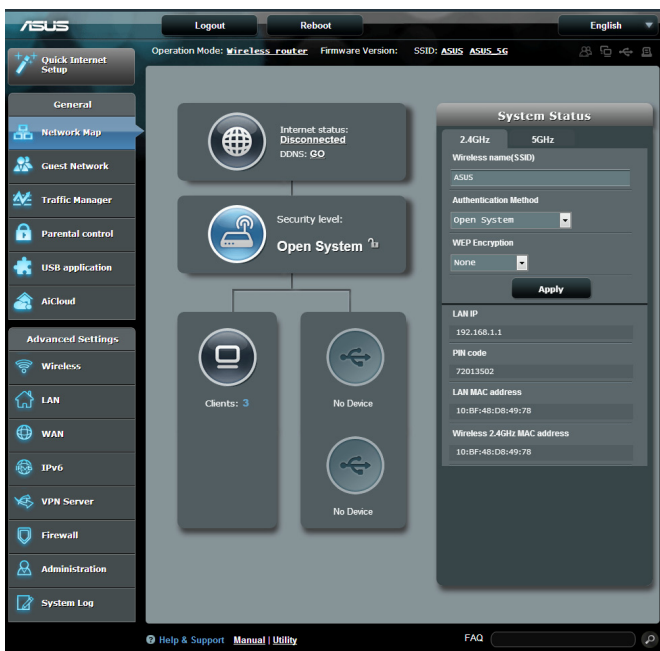 ASUS
Logout
Reboot
English
Operation Mode: Wireless router Firmware Version: SSID: ASUS ASUS_5G
Quick Internet
Setup
General
Network Map
Guest Network
Traffic Manager
Parental control
USB application
AiCloud
Advanced Settings
Wireless
LAN
WAN
IPv6
VPN Server
Firewall
Administration
System Log
Internet status:
Disconnected
DDNS: GO
Security level:
Open System
Clients: 3
No Device
No Device
System Status
2.4GHz
5GHz
Wireless name(SSID)
ASUS
Authentication Method
Open System
WEP Encryption
None
Apply
LAN IP
192.168.1.1
PIN code
72013502
LAN MAC address
10:BF:48:D8:49:78
Wireless 2.4GHz MAC address
10:BF:48:D8:49:78
Help & Support Manual | Utility
FAQ